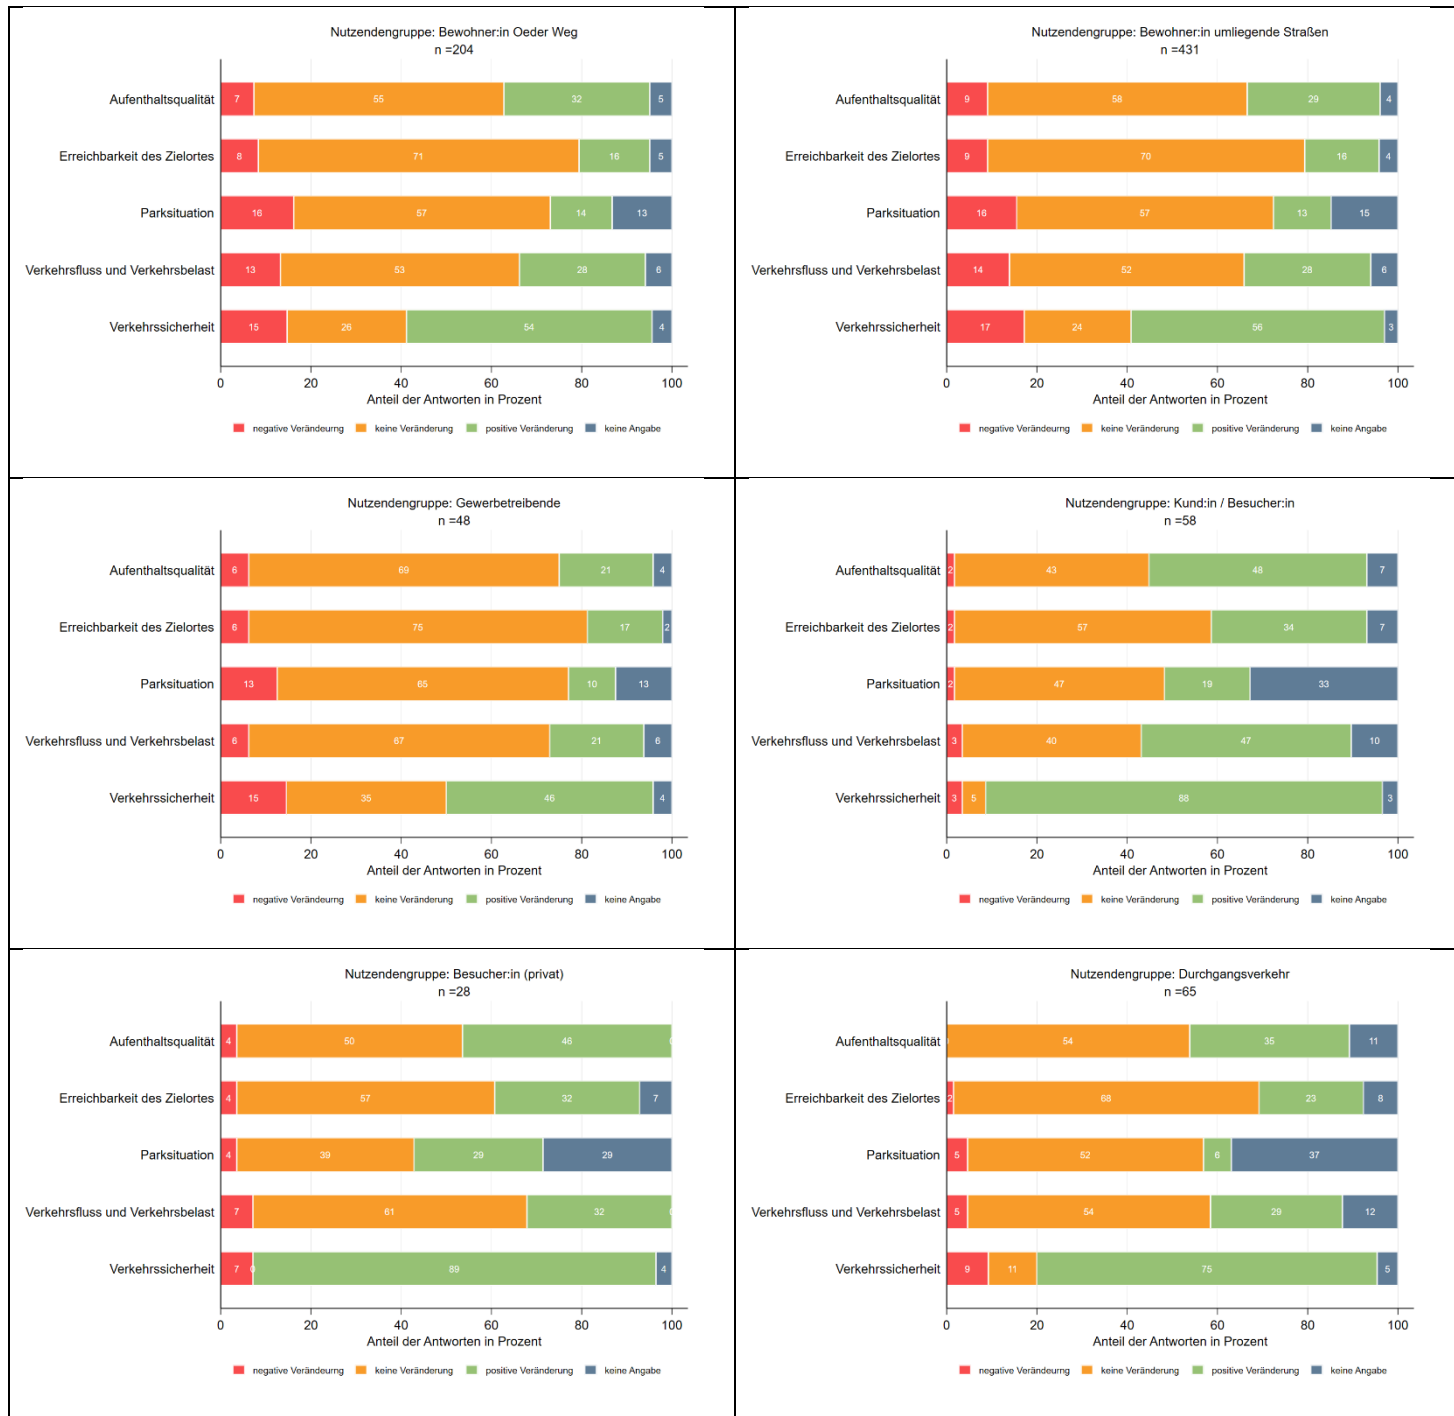 Nutzendengruppe: Bewohner:in Oeder Weg
n =204
Aufenthaltsqualität 7 55 32 5
Erreichbarkeit des Zielortes 8 71 16 5
Parksituation 16 57 14 13
Verkehrsfluss und Verkehrsbelast 13 53 28 6
Verkehrssicherheit 15 26 54 4
0 20 40 60 80 100
Anteil der Antworten in Prozent
negative Verändeurng keine Veränderung positive Veränderung keine Angabe
Nutzendengruppe: Bewohner:in umliegende Straßen
n =431
Aufenthaltsqualität 9 58 29 4
Erreichbarkeit des Zielortes 9 70 16 4
Parksituation 16 57 13 15
Verkehrsfluss und Verkehrsbelast 14 52 28 6
Verkehrssicherheit 17 24 56 3
0 20 40 60 80 100
Anteil der Antworten in Prozent
negative Verändeurng keine Veränderung positive Veränderung keine Angabe
Nutzendengruppe: Gewerbetreibende
n =48
Aufenthaltsqualität 6 69 21 4
Erreichbarkeit des Zielortes 6 75 17 2
Parksituation 13 65 10 13
Verkehrsfluss und Verkehrsbelast 6 67 21 6
Verkehrssicherheit 15 35 46 4
0 20 40 60 80 100
Anteil der Antworten in Prozent
negative Verändeurng keine Veränderung positive Veränderung keine Angabe
Nutzendengruppe: Kund:in / Besucher:in
n =58
Aufenthaltsqualität 2 43 48 7
Erreichbarkeit des Zielortes 2 57 34 7
Parksituation 2 47 19 33
Verkehrsfluss und Verkehrsbelast 3 40 47 10
Verkehrssicherheit 3 5 88 3
0 20 40 60 80 100
Anteil der Antworten in Prozent
negative Verändeurng keine Veränderung positive Veränderung keine Angabe
Nutzendengruppe: Besucher:in (privat)
n =28
Aufenthaltsqualität 4 50 46
Erreichbarkeit des Zielortes 4 57 32 7
Parksituation 4 39 29 29
Verkehrsfluss und Verkehrsbelast 7 61 32
Verkehrssicherheit 7 0 89 4
0 20 40 60 80 100
Anteil der Antworten in Prozent
negative Verändeurng keine Veränderung positive Veränderung keine Angabe
Nutzendengruppe: Durchgangsverkehr
n =65
Aufenthaltsqualität 54 35 11
Erreichbarkeit des Zielortes 2 68 23 8
Parksituation 5 52 6 37
Verkehrsfluss und Verkehrsbelast 5 54 29 12
Verkehrssicherheit 9 11 75 5
0 20 40 60 80 100
Anteil der Antworten in Prozent
negative Verändeurng keine Veränderung positive Veränderung keine Angabe